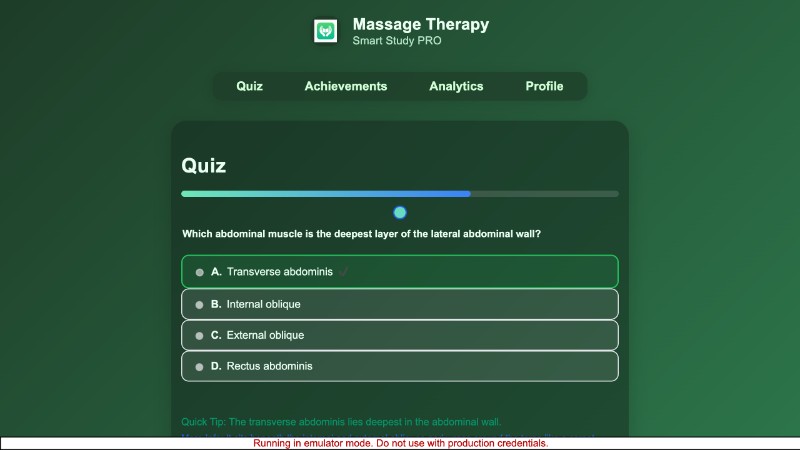 Massage Therapy
Smart Study PRO
Quiz Achievements Analytics Profile
Quiz
Which abdominal muscle is the deepest layer of the lateral abdominal wall?
A. Transverse abdominis ✓
B. Internal oblique
C. External oblique
D. Rectus abdominis
Quick Tip: The transverse abdominis lies deepest in the abdominal wall.
Running in emulator mode. Do not use with production credentials.